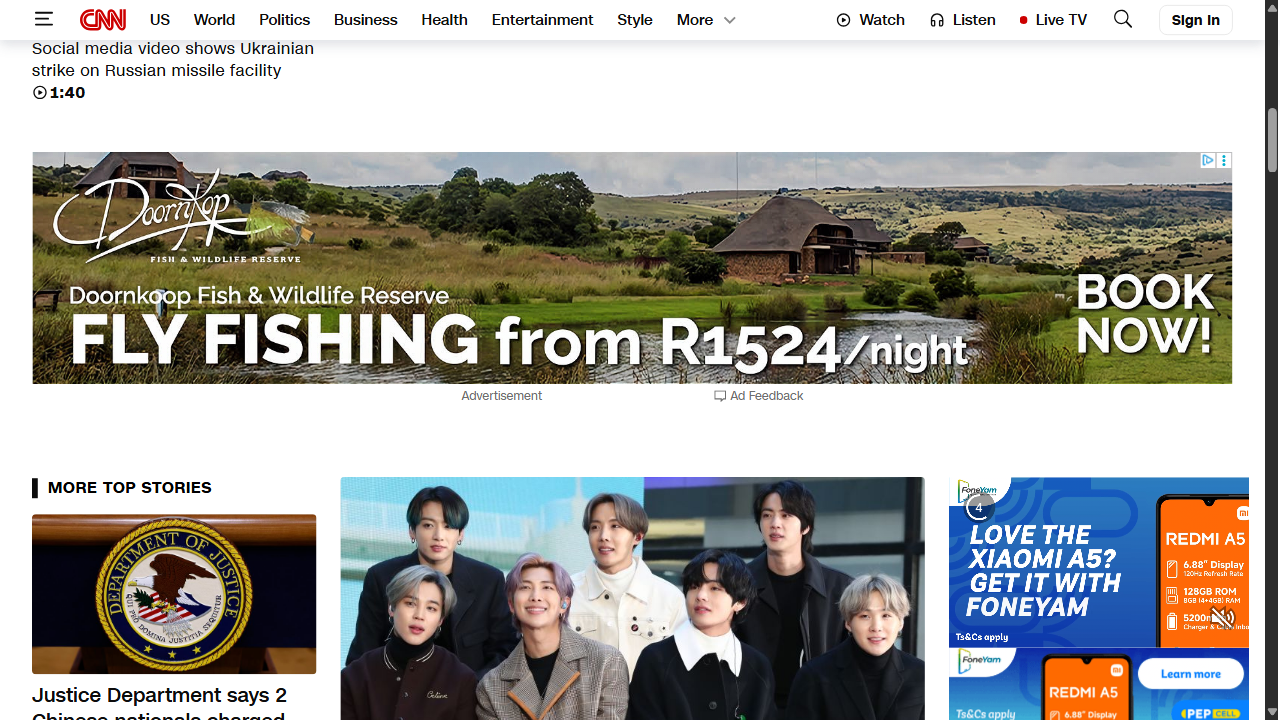 CNN
US
World
Politics
Business
Health
Entertainment
Style
More
Watch
Listen
Live TV
Sign In
Social media video shows Ukrainian
strike on Russian missile facility
1:40
DoornKop
FISH & WILDLIFE RESERVE
Doornkoop Fish & Wildlife Reserve
FLY FISHING from R1524/night
BOOK
NOW!
Advertisement
Ad Feedback
MORE TOP STORIES
DEPARTMENT OF JUSTICE
QUI PRO DOMINA JUSTITIA SEQUITUR
Justice Department says 2
Chinese nationals charged
Celine
FoneYam
4
LOVE THE
XIAOMI A5?
GET IT WITH
FONEYAM
Ts&Cs apply
mi
REDMI A5
6.88" Display
120Hz Refresh Rate
128GB ROM
8GB (4+4GB) RAM
5200m
Charger & C
Inbo
FoneYam
Ts&Cs apply
mi
REDMI A5
6.88" Display
Learn more
PEP CELL